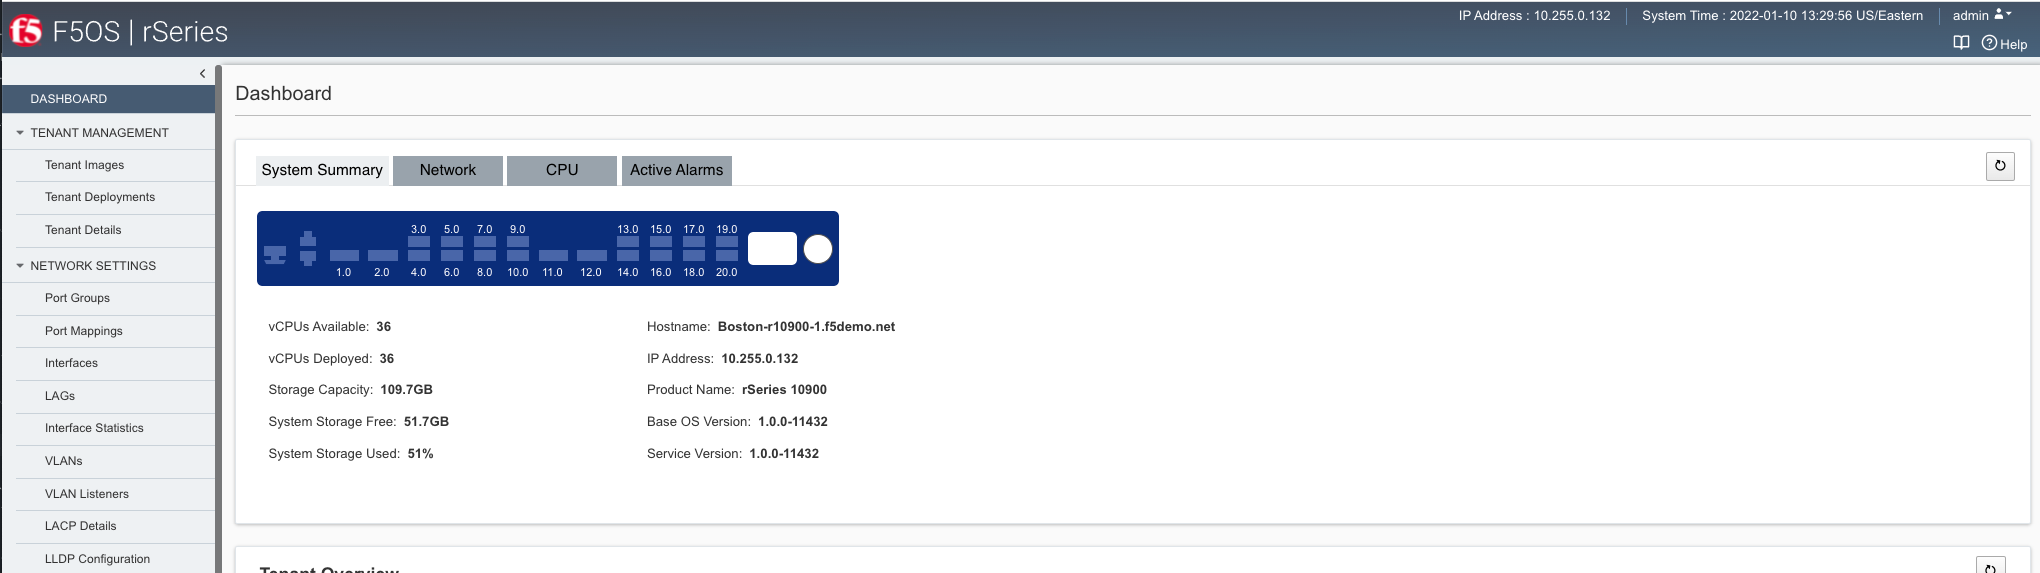 IP Address : 10.255.0.132
System Time : 2022-01-10 13:29:56 US/Eastern
admin
f5 F5OS | rSeries
Help
DASHBOARD
TENANT MANAGEMENT
Tenant Images
Tenant Deployments
Tenant Details
NETWORK SETTINGS
Port Groups
Port Mappings
Interfaces
LAGs
Interface Statistics
VLANs
VLAN Listeners
LACP Details
LLDP Configuration
Dashboard
System Summary
Network
CPU
Active Alarms
3.0 5.0 7.0 9.0 13.0 15.0 17.0 19.0
1.0 2.0 4.0 6.0 8.0 10.0 11.0 12.0 14.0 16.0 18.0 20.0
vCPUs Available: 36
vCPUs Deployed: 36
Storage Capacity: 109.7GB
System Storage Free: 51.7GB
System Storage Used: 51%
Hostname: Boston-r10900-1.f5demo.net
IP Address: 10.255.0.132
Product Name: rSeries 10900
Base OS Version: 1.0.0-11432
Service Version: 1.0.0-11432
Tenant Overview